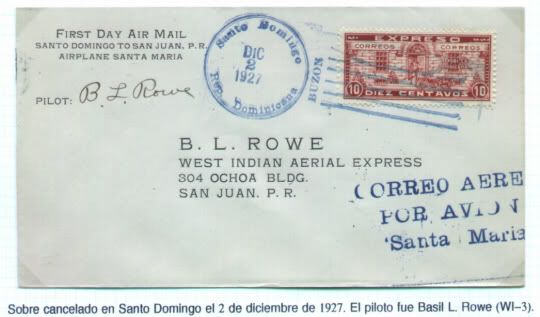 FIRST DAY AIR MAIL
SANTO DOMINGO TO SAN JUAN, P.R.
AIRPLANE SANTA MARIA
PILOT: B. L. Rowe
Santo Domingo
DIC
2
1927
Repa Dominicana
BUZON
EXPRESO
CORREOS CORREOS
10 DIEZ CENTAVOS 10
B. L. ROWE
WEST INDIAN AERIAL EXPRESS
304 OCHOA BLDG.
SAN JUAN, P. R.
CORREO AERE
POR AVION
"Santa Maria
Sobre cancelado en Santo Domingo el 2 de diciembre de 1927. El piloto fue Basil L. Rowe (WI-3).